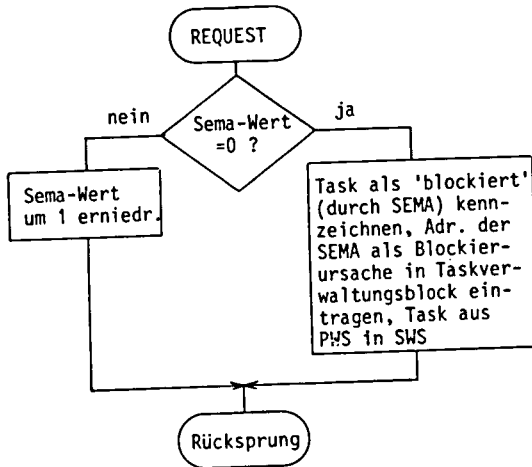 REQUEST
nein
Sema-Wert
=0 ?
ja
Sema-Wert
um 1 erniedr.
Task als 'blockiert'
(durch SEMA) kenn-
zeichnen, Adr. der
SEMA als Blockier-
ursache in Taskver-
waltungsblock ein-
tragen, Task aus
PWS in SWS
Rücksprung